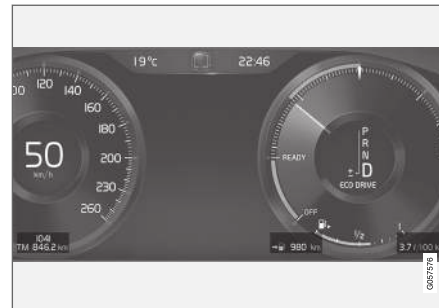 19°c
22:46
00 120 140 160 180 200 230 260
50
km/h
1041
TM 846.2 km
READY
OFF
P
R
N
± D
ECO DRIVE
1/2
1
980 km
3.7 l/100 k
G057576